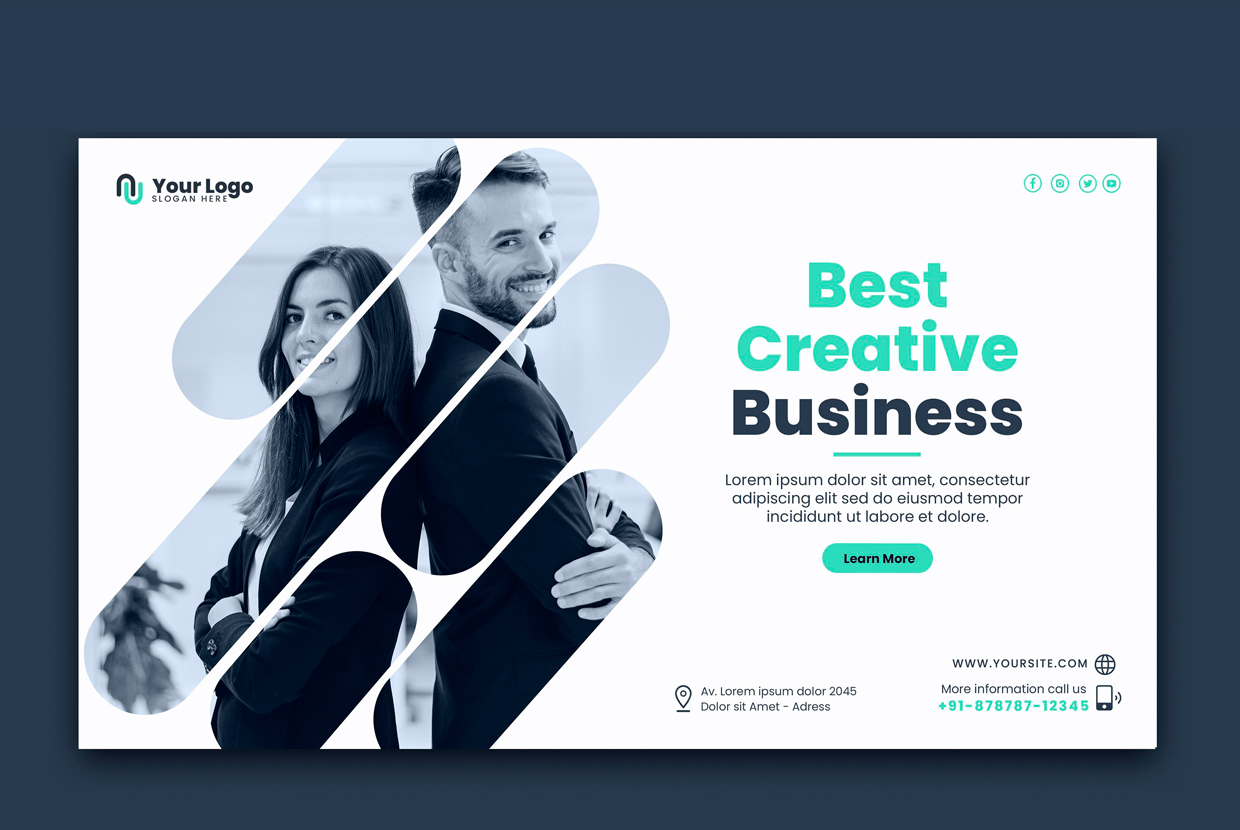 Your Logo
SLOGAN HERE
Best
Creative
Business
Lorem ipsum dolor sit amet, consectetur
adipiscing elit sed do eiusmod tempor
incididunt ut labore et dolore.
Learn More
Av. Lorem ipsum dolor 2045
Dolor sit Amet - Adress
WWW.YOURSITE.COM
More information call us
+91-878787-12345